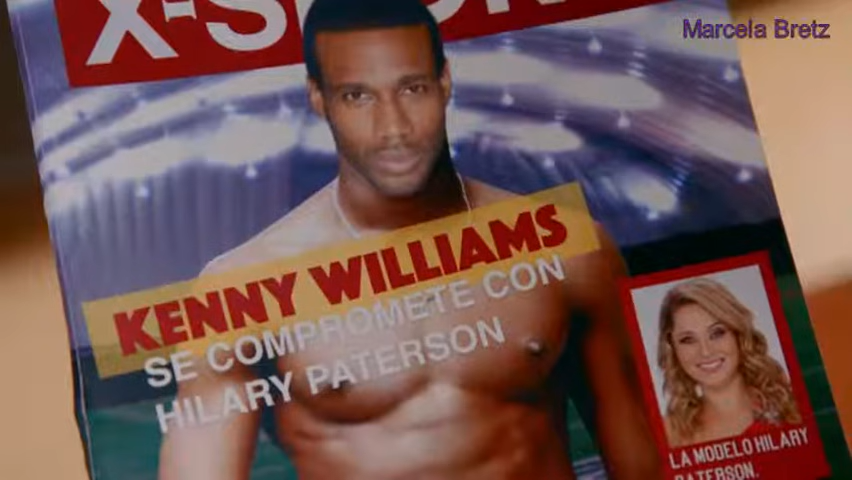 Marcela Bretz
KENNY WILLIAMS
SE COMPROMETE CON
HILARY PATERSON
LA MODELO HILARY
PATERSON.